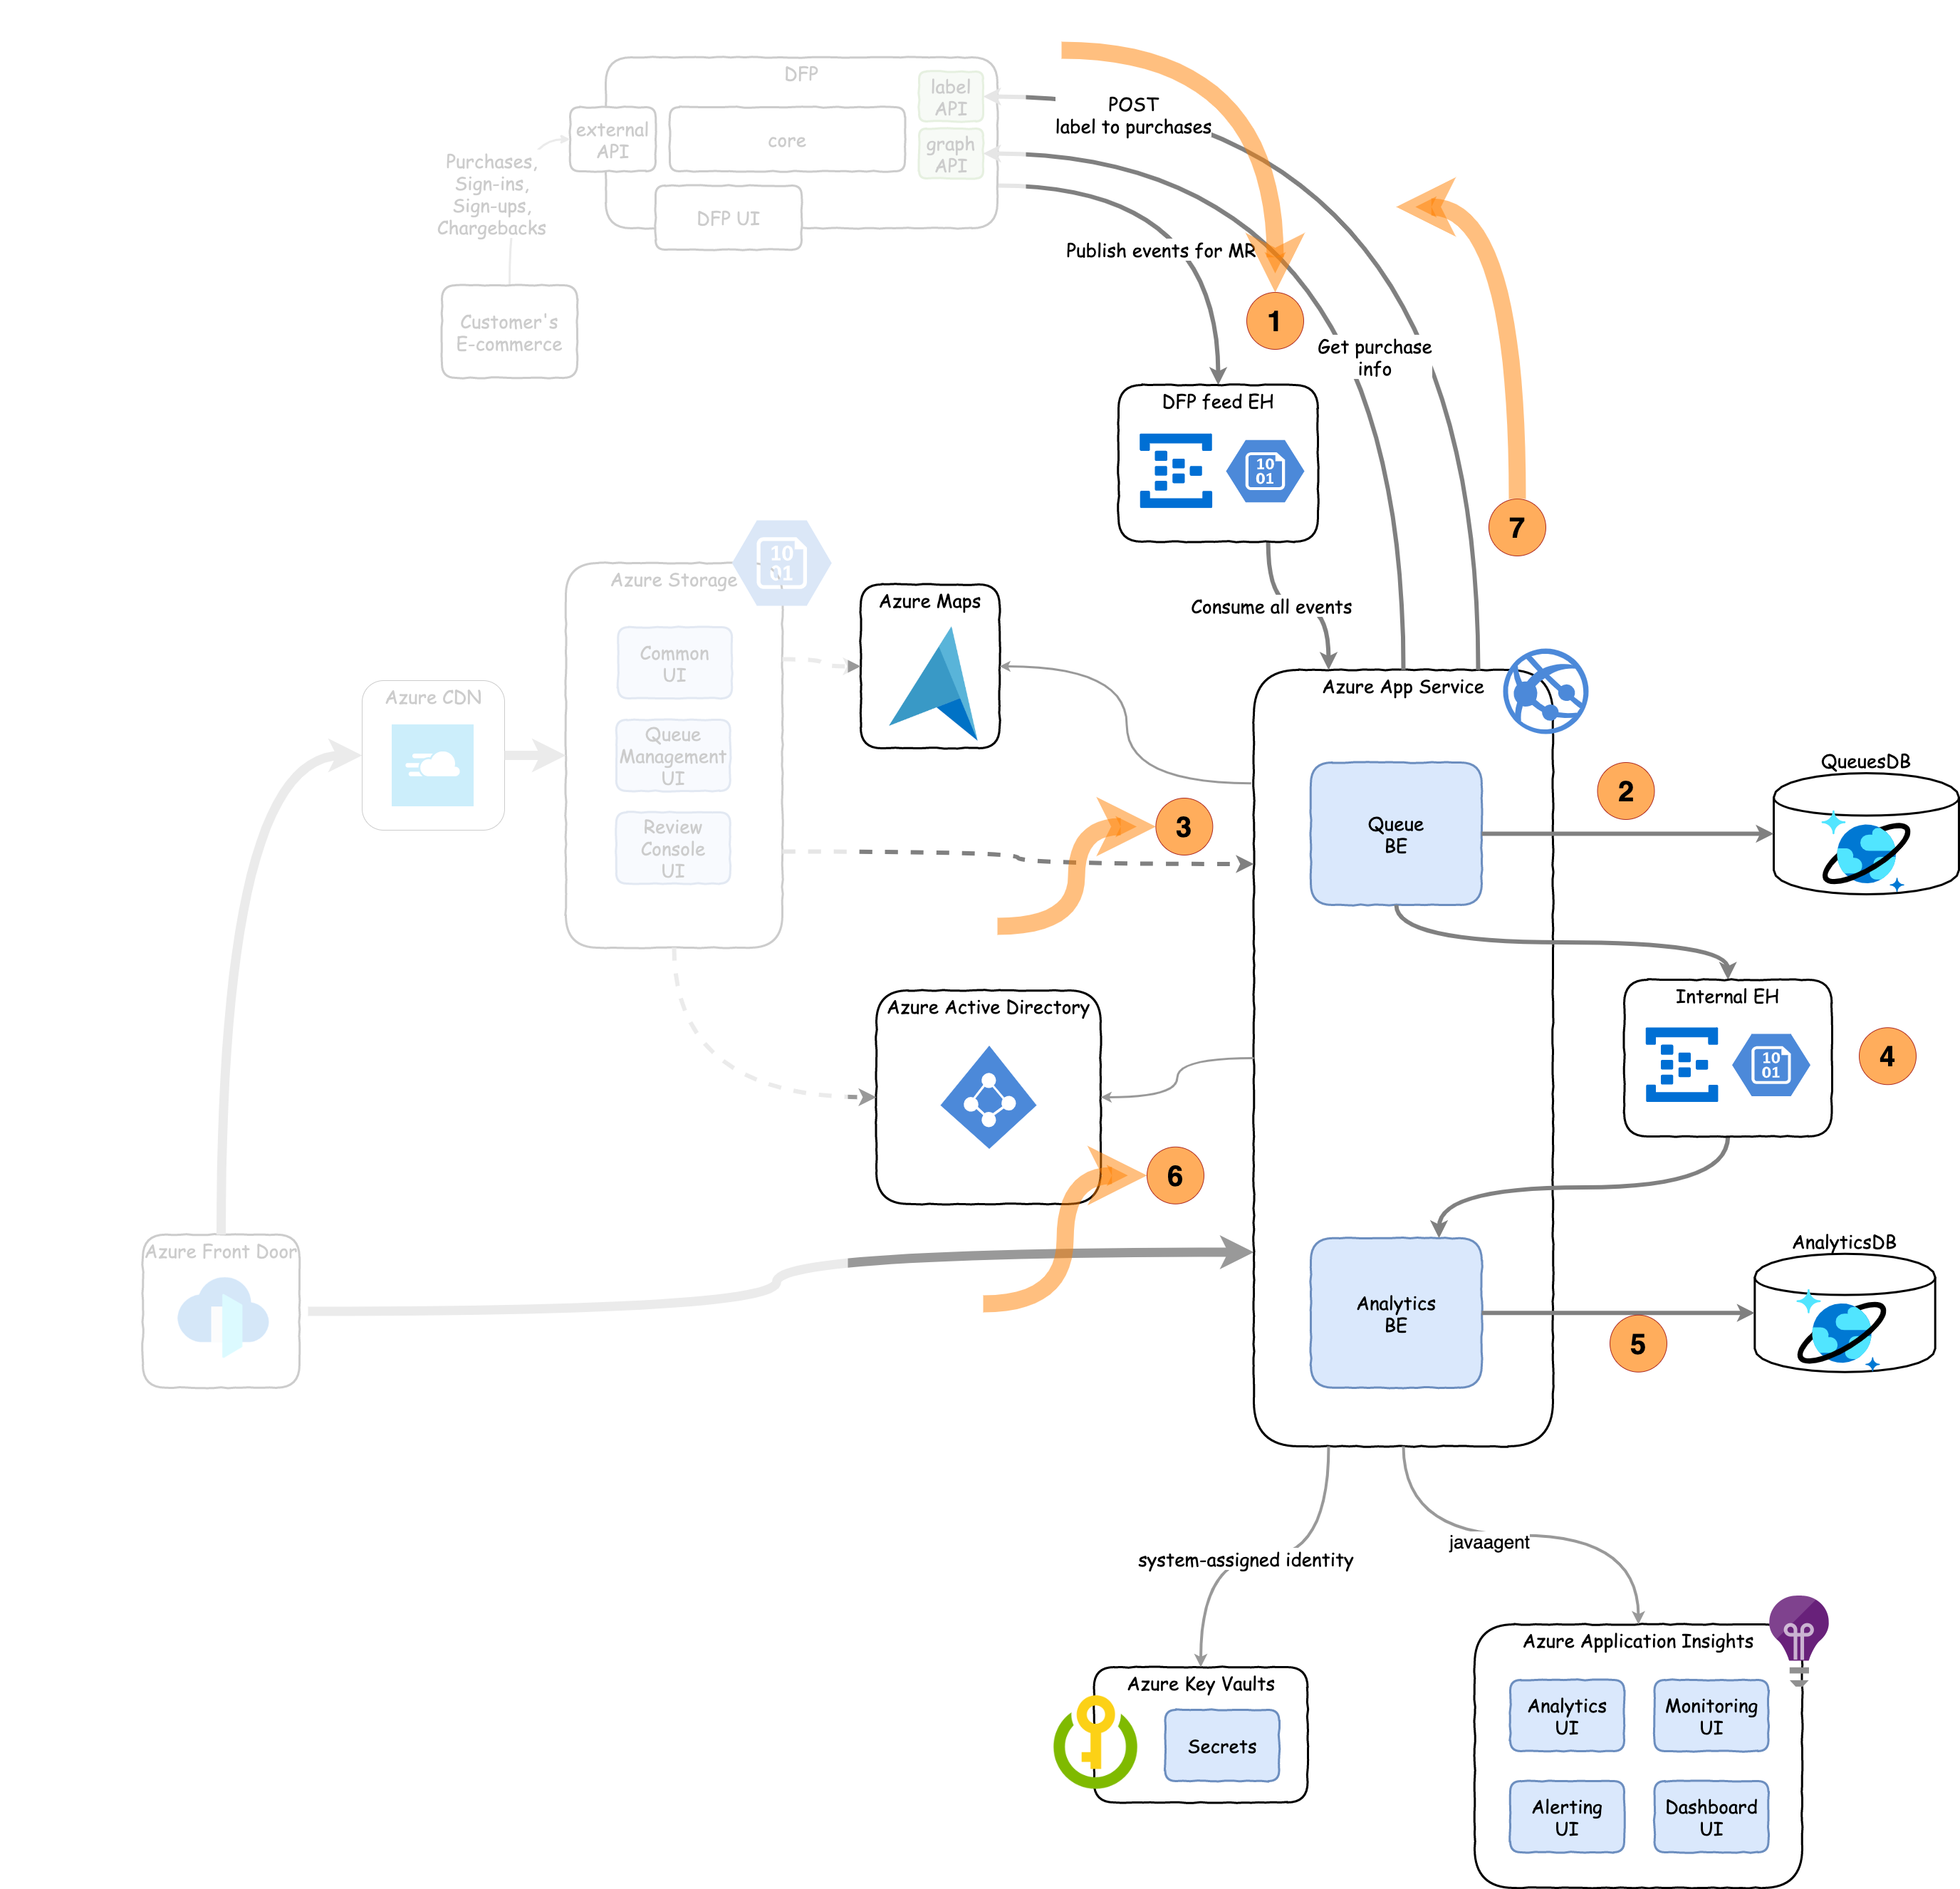 DFP
label
API
external
API
core
graph
API
DFP UI
Purchases,
Sign-ins,
Sign-ups,
Chargebacks
Customer's
E-commerce
POST
label to purchases
Publish events for MR
1
Get purchase
info
DFP feed EH
10
01
7
Consume all events
Azure Storage
10
01
Common
UI
Queue
Management
UI
Review
Console
UI
Azure Maps
Azure CDN
Azure App Service
Queue
BE
2
QueuesDB
3
Azure Active Directory
Internal EH
10
01
4
6
Azure Front Door
Analytics
BE
AnalyticsDB
5
system-assigned identity
javaagent
Azure Key Vaults
Secrets
Azure Application Insights
Analytics
UI
Monitoring
UI
Alerting
UI
Dashboard
UI